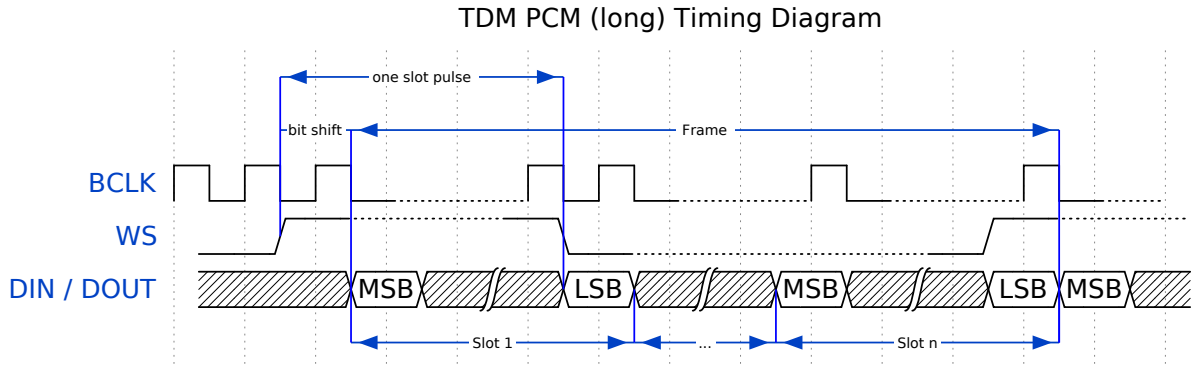 TDM PCM (long) Timing Diagram
one slot pulse
bit shift
Frame
BCLK
WS
DIN / DOUT
MSB
LSB
MSB
LSB
MSB
Slot 1
...
Slot n